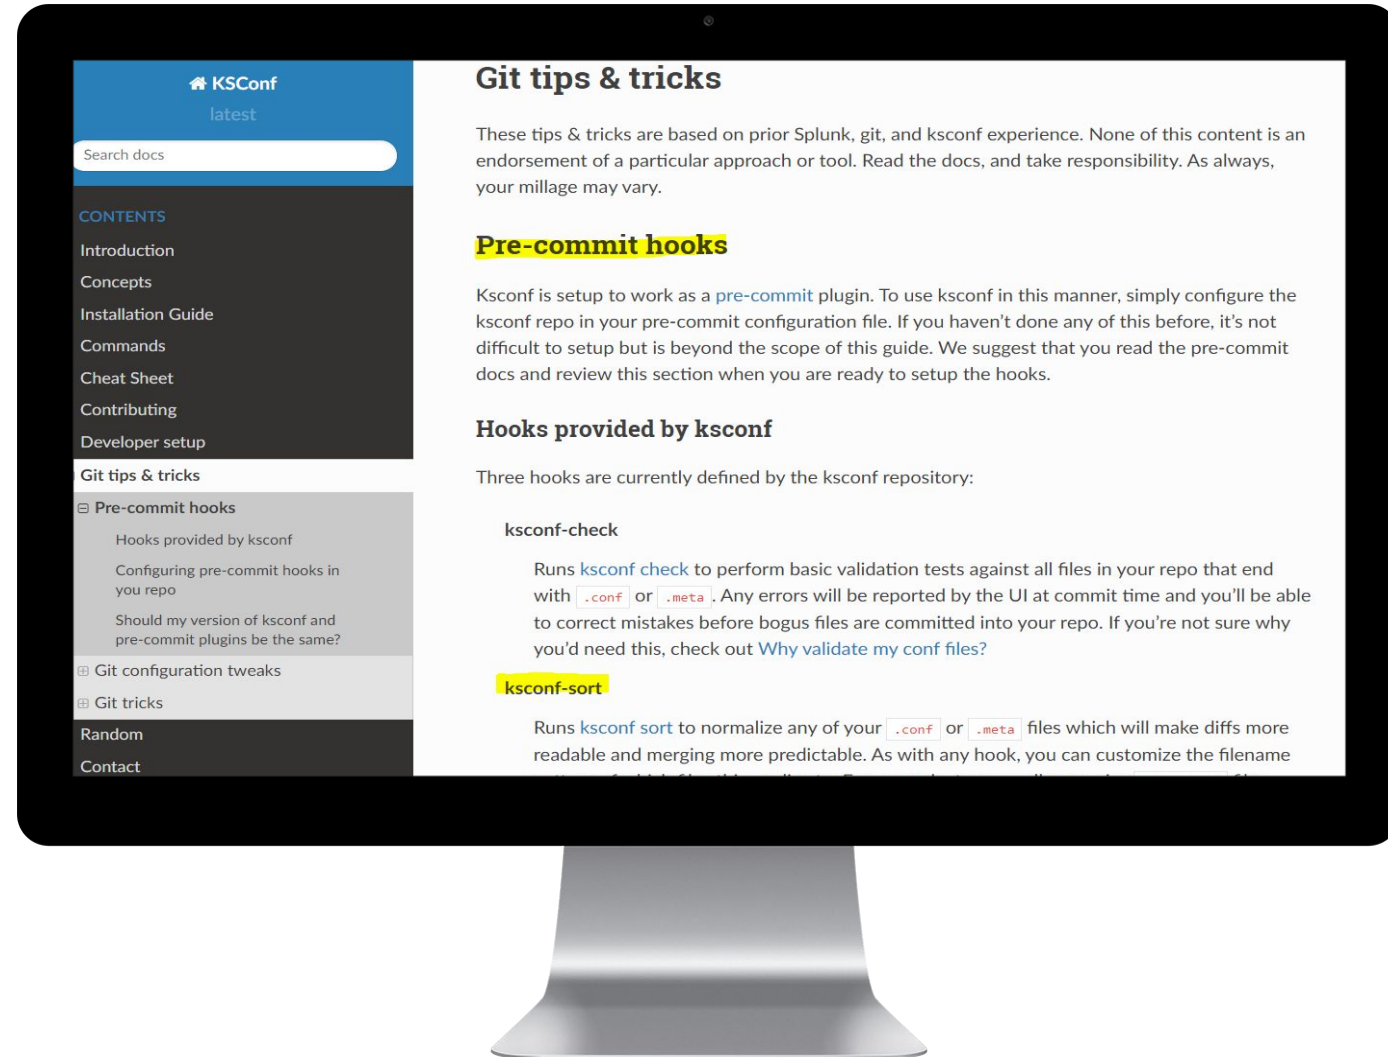 KSConf
latest
Search docs
CONTENTS
Introduction
Concepts
Installation Guide
Commands
Cheat Sheet
Contributing
Developer setup
Git tips & tricks
Pre-commit hooks
Hooks provided by ksconf
Configuring pre-commit hooks in
you repo
Should my version of ksconf and
pre-commit plugins be the same?
Git configuration tweaks
Git tricks
Random
Contact
Git tips & tricks
These tips & tricks are based on prior Splunk, git, and ksconf experience. None of this content is an
endorsement of a particular approach or tool. Read the docs, and take responsibility. As always,
your millage may vary.
Pre-commit hooks
Ksconf is setup to work as a pre-commit plugin. To use ksconf in this manner, simply configure the
ksconf repo in your pre-commit configuration file. If you haven't done any of this before, it's not
difficult to setup but is beyond the scope of this guide. We suggest that you read the pre-commit
docs and review this section when you are ready to setup the hooks.
Hooks provided by ksconf
Three hooks are currently defined by the ksconf repository:
ksconf-check
Runs ksconf check to perform basic validation tests against all files in your repo that end
with .conf or .meta . Any errors will be reported by the UI at commit time and you'll be able
to correct mistakes before bogus files are committed into your repo. If you're not sure why
you'd need this, check out Why validate my conf files?
ksconf-sort
Runs ksconf sort to normalize any of your .conf or .meta files which will make diffs more
readable and merging more predictable. As with any hook, you can customize the filename